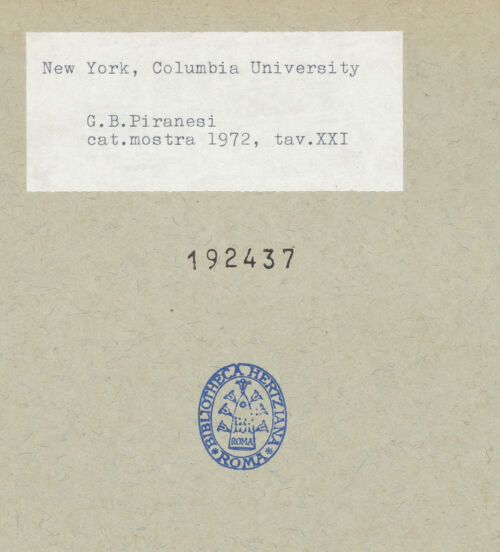 New York, Columbia University
G.B.Piranesi
cat.mostra 1972, tav.XXI
192437
BIBLIOTHECA HERTZIANA
ROMA
* ROMA *